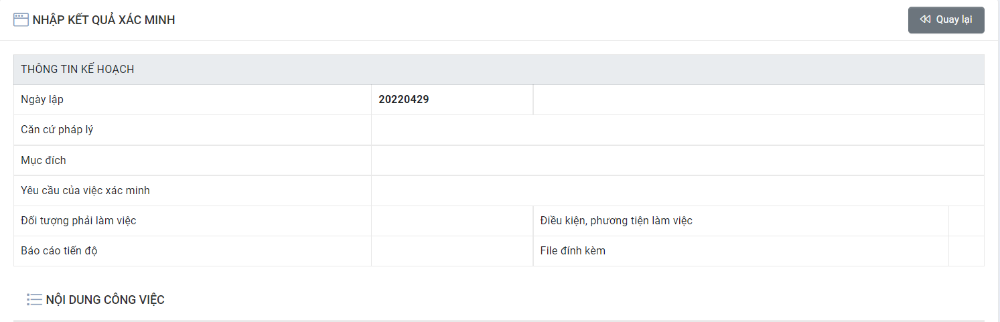 NHẬP KẾT QUẢ XÁC MINH
Quay lại
THÔNG TIN KẾ HOẠCH
Ngày lập 20220429
Căn cứ pháp lý
Mục đích
Yêu cầu của việc xác minh
Đối tượng phải làm việc Điều kiện, phương tiện làm việc
Báo cáo tiến độ File đính kèm
NỘI DUNG CÔNG VIỆC